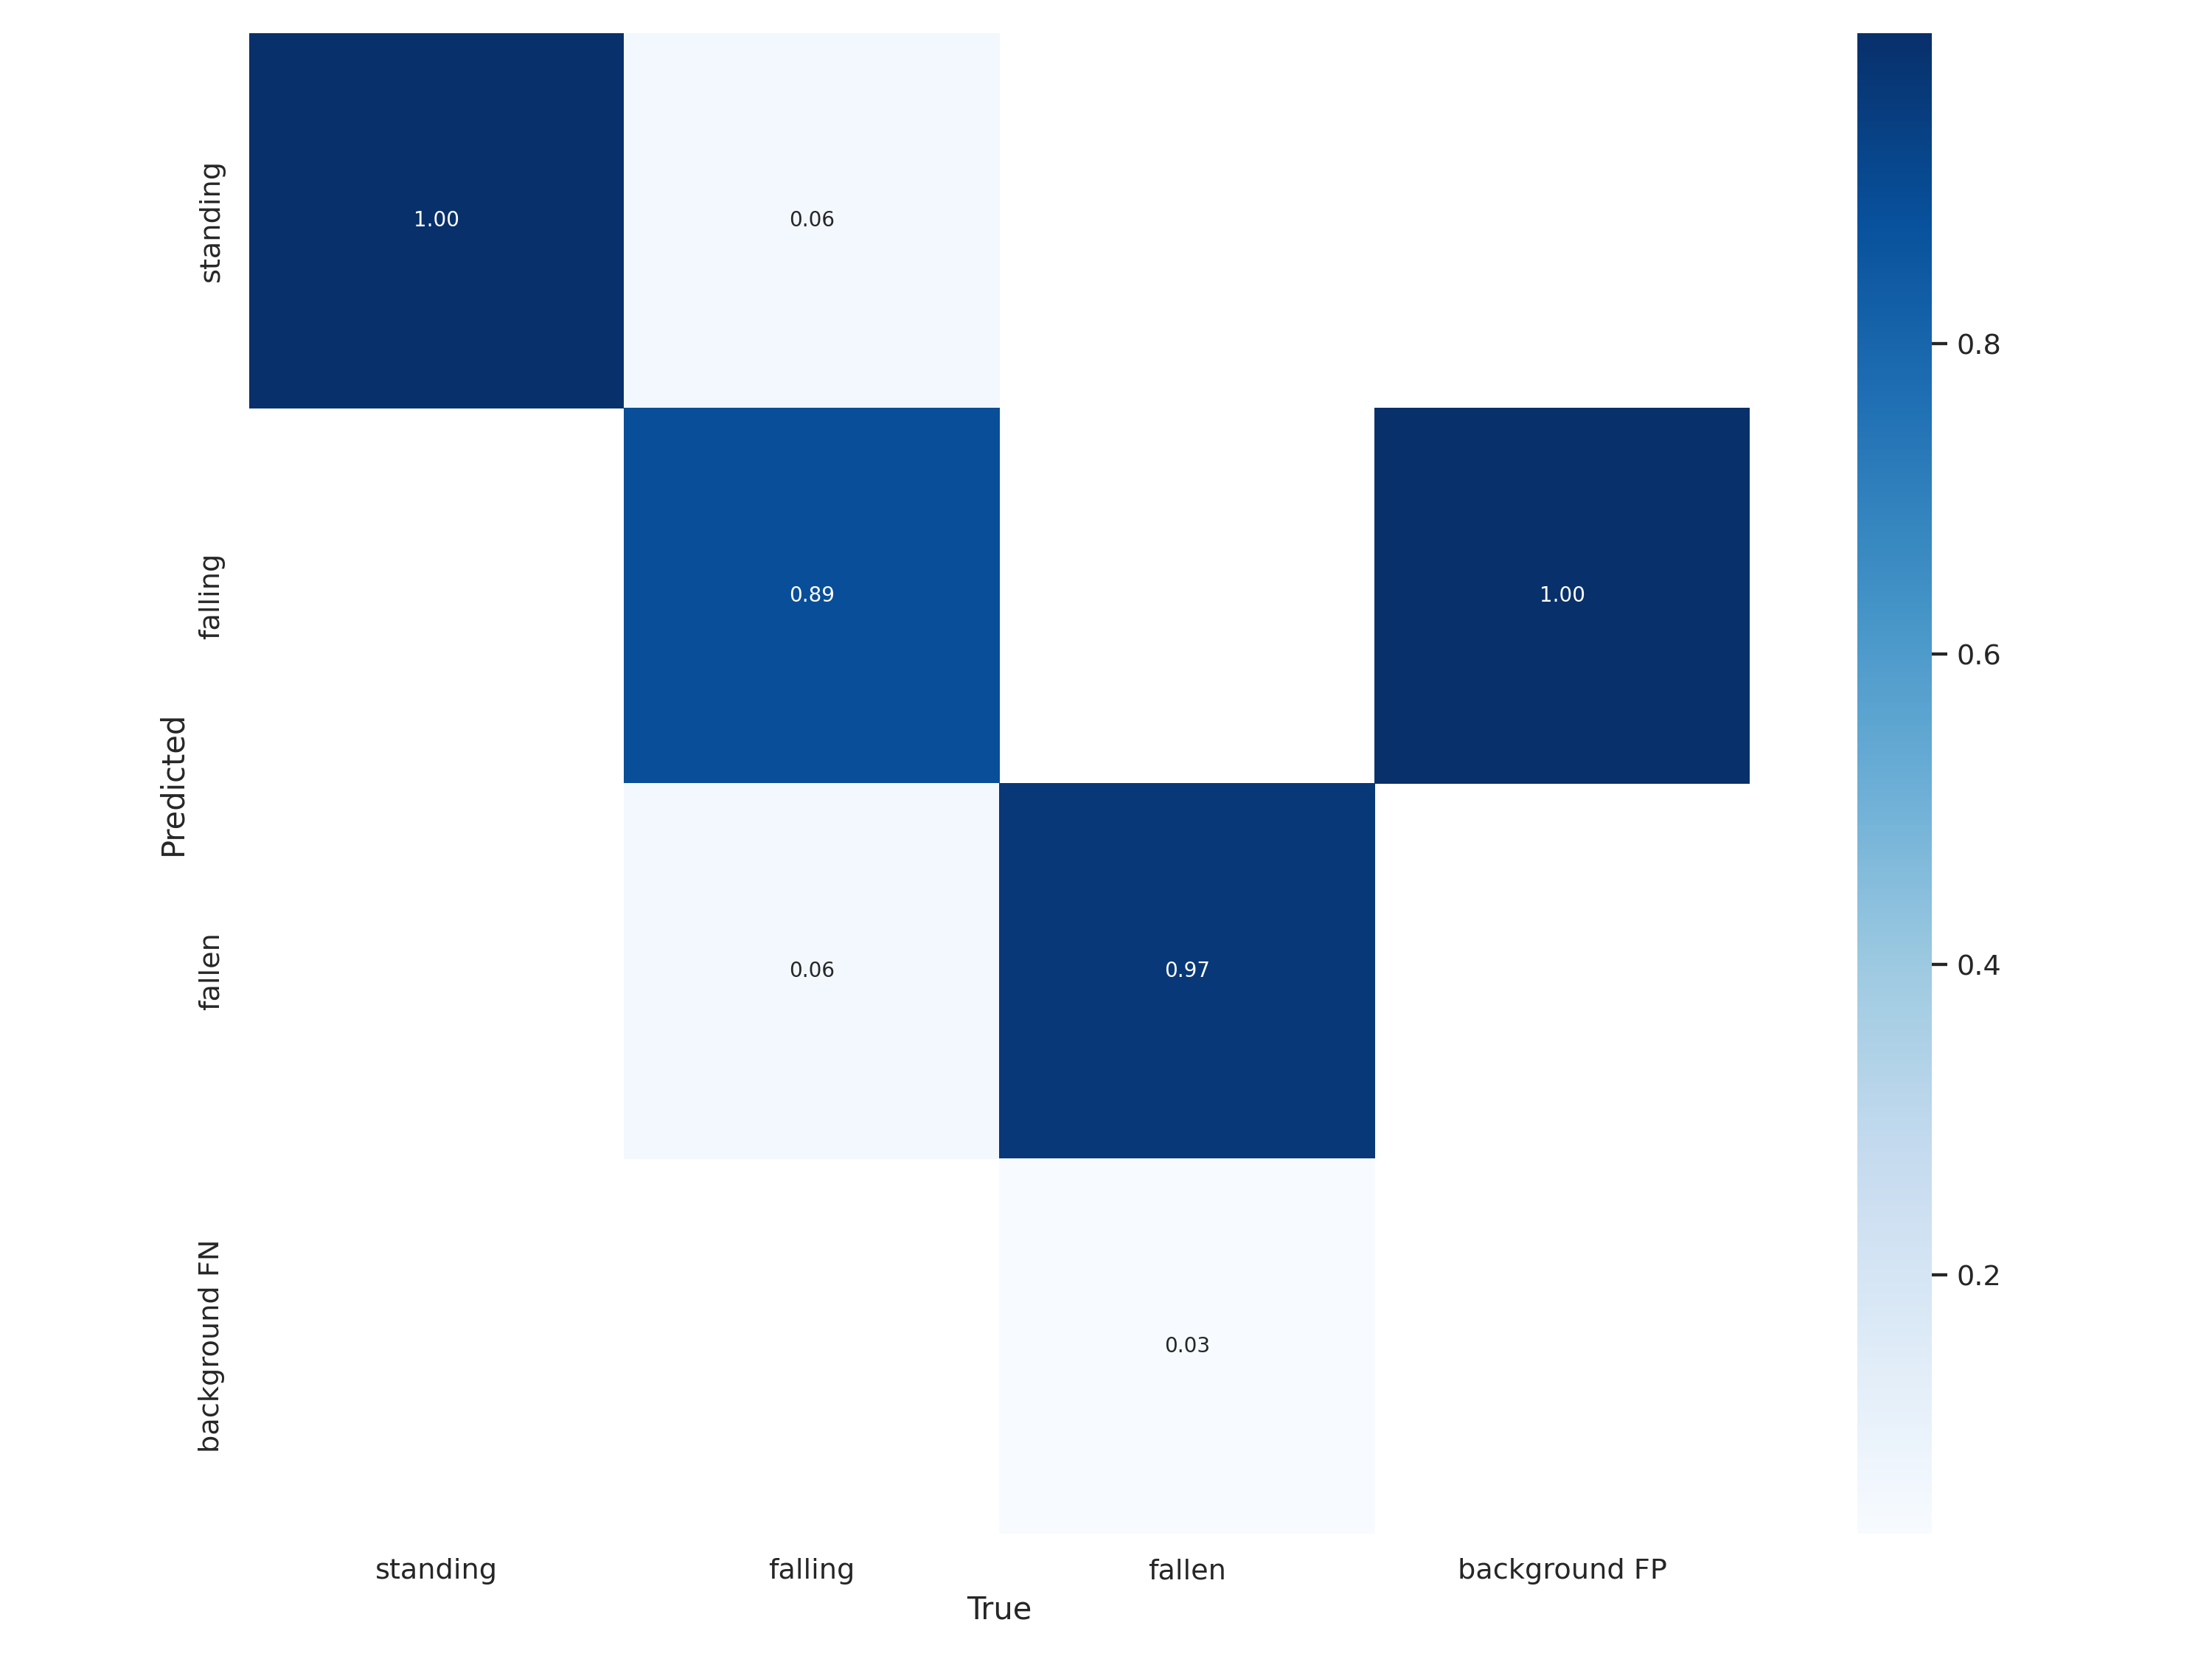 standing
1.00
0.06
0.8
falling
0.89
1.00
0.6
Predicted
fallen
0.06
0.97
0.4
background FN
0.03
0.2
standing
falling
fallen
background FP
True